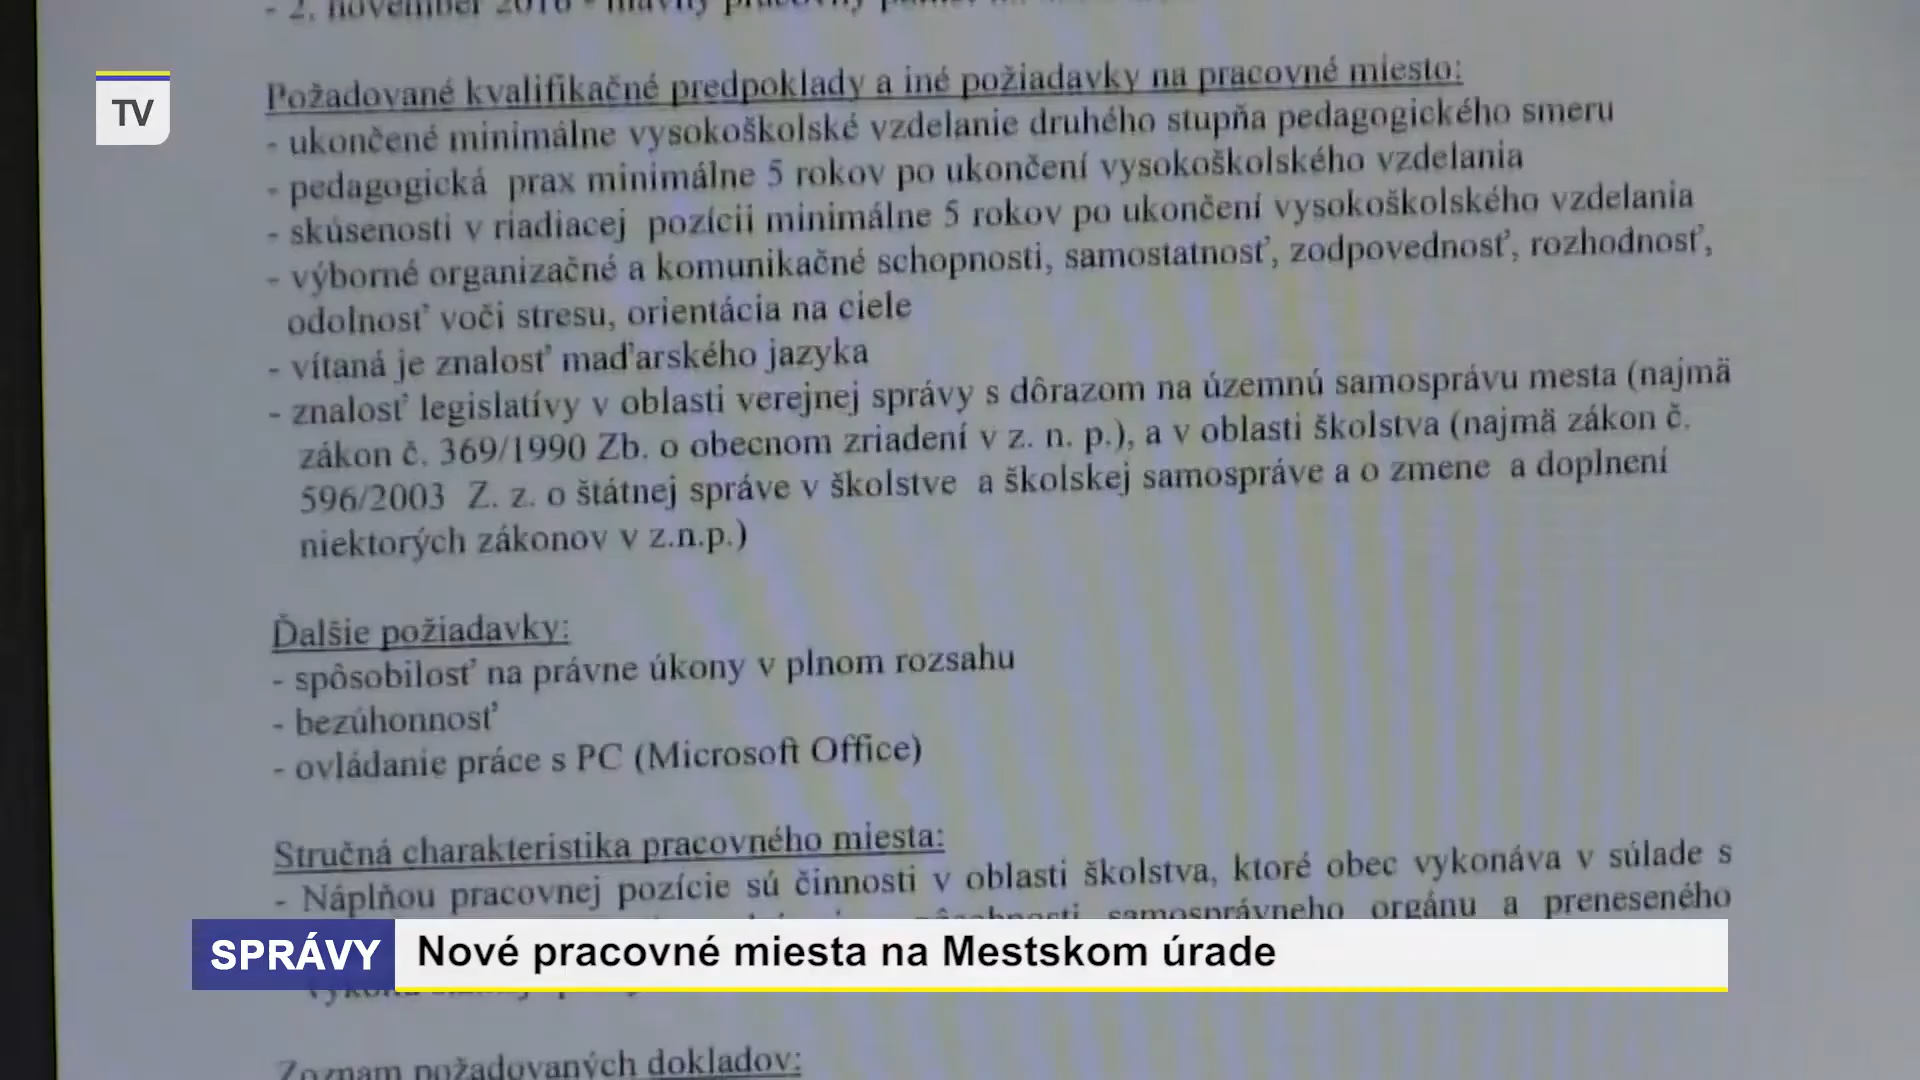 - 2. november 2016 - hlavný pracovný
Požadované kvalifikačné predpoklady a iné požiadavky na pracovné miesto:
TV
- ukončené minimálne vysokoškolské vzdelanie druhého stupňa pedagogického smeru
- pedagogická prax minimálne 5 rokov po ukončení vysokoškolského vzdelania
- skúsenosti v riadiacej pozícii minimálne 5 rokov po ukončení vysokoškolského vzdelania
- výborné organizačné a komunikačné schopnosti, samostatnosť, zodpovednosť, rozhodnosť,
odolnosť voči stresu, orientácia na ciele
- vítaná je znalosť maďarského jazyka
- znalosť legislatívy v oblasti verejnej správy s dôrazom na územnú samosprávu mesta (najmä
zákon č. 369/1990 Zb. o obecnom zriadení v z. n. p.), a v oblasti školstva (najmä zákon č.
596/2003 Z. z. o štátnej správe v školstve a školskej samospráve a o zmene a doplnení
niektorých zákonov v z.n.p.)
Ďalšie požiadavky:
- spôsobilosť na právne úkony v plnom rozsahu
- bezúhonnosť
- ovládanie práce s PC (Microsoft Office)
Stručná charakteristika pracovného miesta:
- Náplňou pracovnej pozície sú činnosti v oblasti školstva, ktoré obec vykonáva v súlade s
samosprávneho orgánu a preneseného
SPRÁVY Nové pracovné miesta na Mestskom úrade
Zoznam požadovaných dokladov: